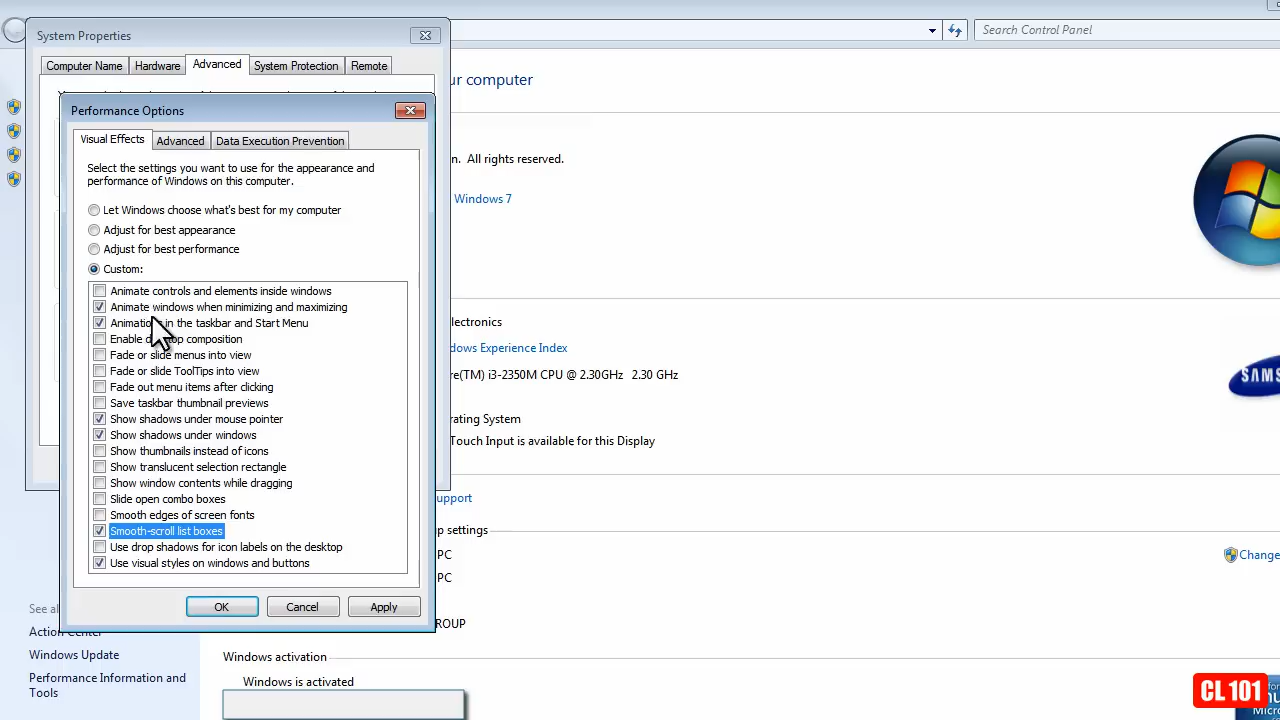 System Properties
Search Control Panel
Computer Name
Hardware
Advanced
System Protection
Remote
ur computer
Performance Options
Visual Effects
Advanced
Data Execution Prevention
Select the settings you want to use for the appearance and
performance of Windows on this computer.
n. All rights reserved.
Windows 7
Let Windows choose what's best for my computer
Adjust for best appearance
Adjust for best performance
Custom:
Animate controls and elements inside windows
Animate windows when minimizing and maximizing
in the taskbar and Start Menu
Enable composition
Fade or slide menus into view
Fade or slide ToolTips into view
Fade out menu items after clicking
Save taskbar thumbnail previews
Show shadows under mouse pointer
Show shadows under windows
Show thumbnails instead of icons
Show translucent selection rectangle
Show window contents while dragging
Slide open combo boxes
Smooth edges of screen fonts
Smooth-scroll list boxes
Use drop shadows for icon labels on the desktop
Use visual styles on windows and buttons
OK
Cancel
Apply
lectronics
dows Experience Index
re(TM) i3-2350M CPU @ 2.30GHz 2.30 GHz
rating System
Touch Input is available for this Display
SAMS
upport
p settings
PC
PC
ROUP
Change
See al
Action Center
Windows Update
Performance Information and
Tools
Windows activation
Windows is activated
CL 101